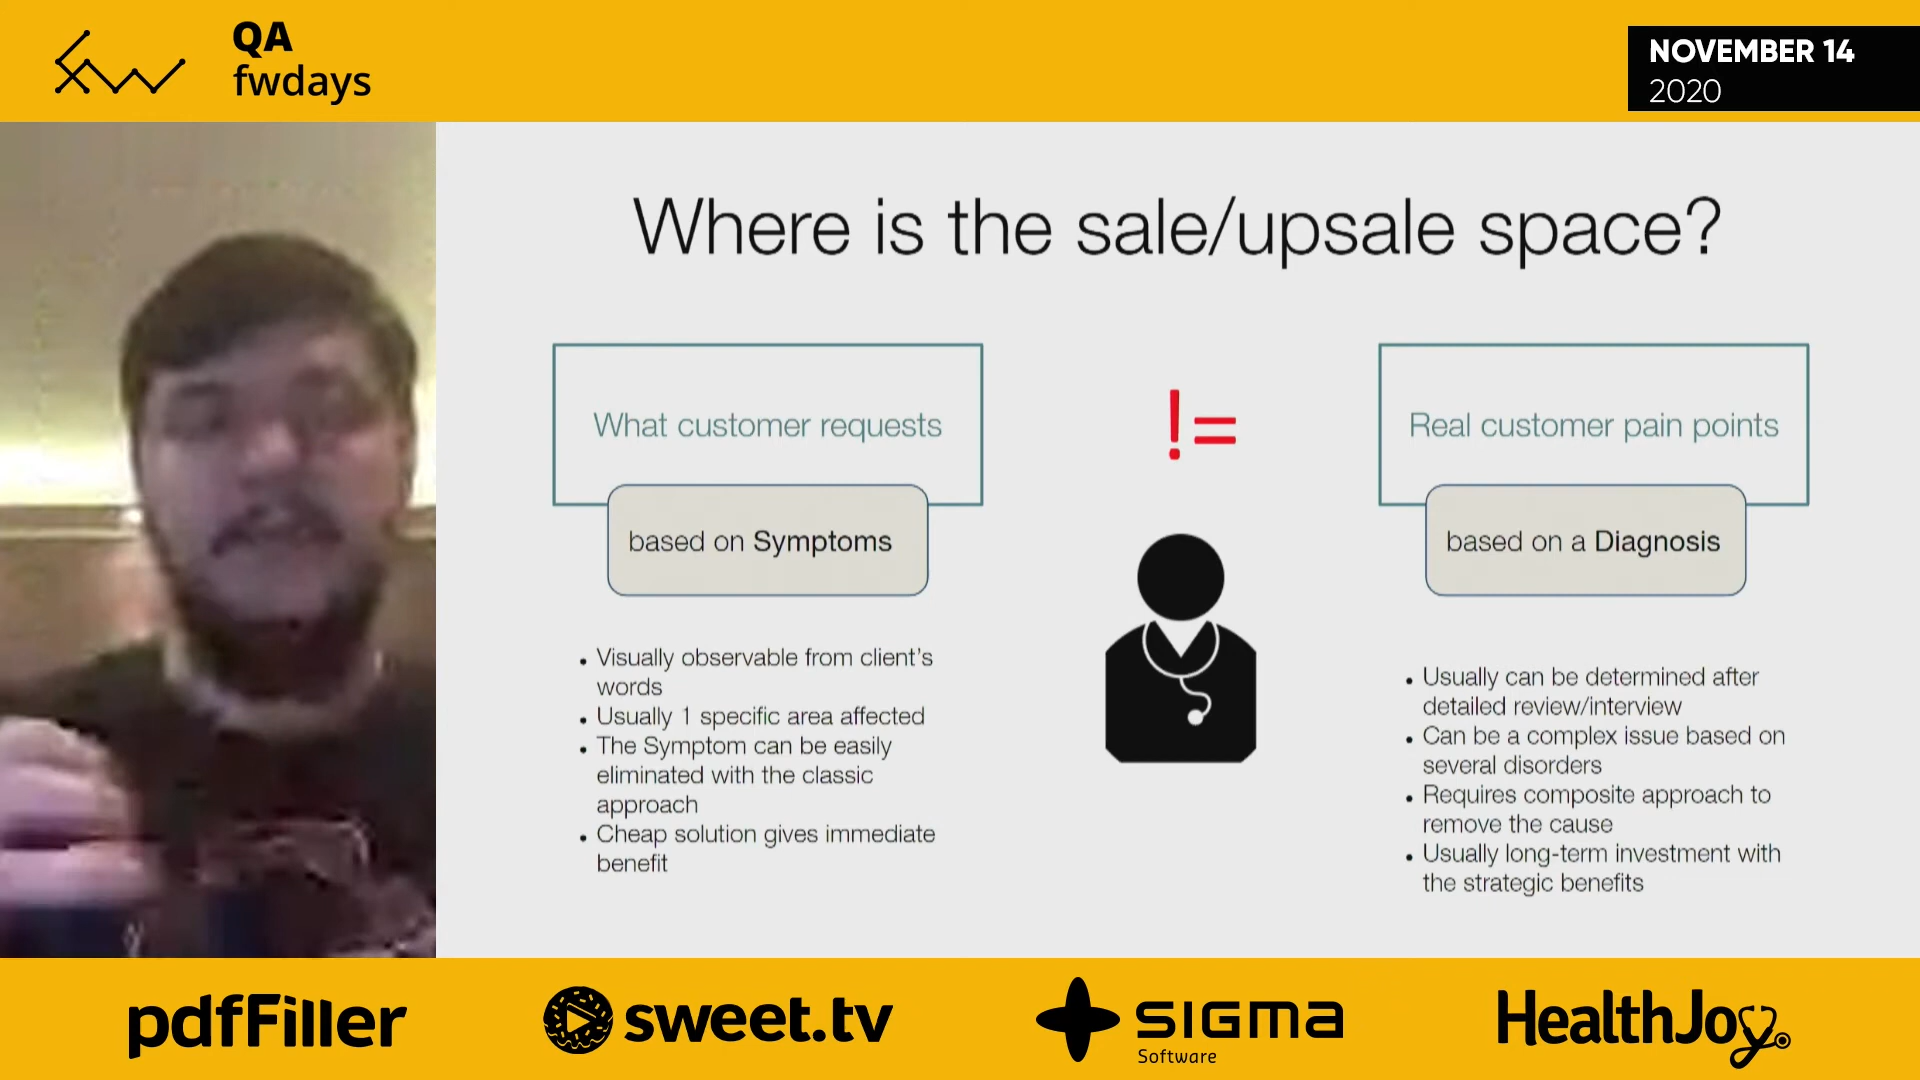 QA
fwdays
NOVEMBER 14
2020
Where is the sale/upsale space?
What customer requests
based on Symptoms
• Visually observable from client's
words
• Usually 1 specific area affected
• The Symptom can be easily
eliminated with the classic
approach
• Cheap solution gives immediate
benefit
!=
Real customer pain points
based on a Diagnosis
• Usually can be determined after
detailed review/interview
• Can be a complex issue based on
several disorders
• Requires composite approach to
remove the cause
• Usually long-term investment with
the strategic benefits
pdfFiller
sweet.tv
SIGMA
Software
HealthJoy